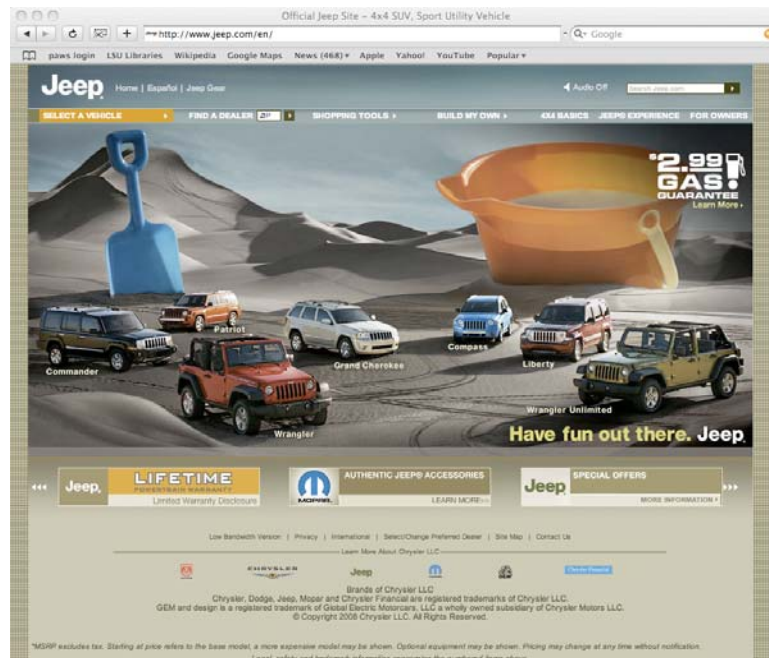 Official Jeep Site – 4x4 SUV, Sport Utility Vehicle
http://www.jeep.com/en/
Google
paws login LSU Libraries Wikipedia Google Maps News (468) Apple Yahoo! YouTube Popular
Jeep Home | Español | Jeep Gear
Audio Off Search Jeep.com
SELECT A VEHICLE FIND A DEALER ZIP SHOPPING TOOLS BUILD MY OWN 4X4 BASICS JEEP® EXPERIENCE FOR OWNERS
$2.99
GAS
GUARANTEE
Learn More
Patriot
Compass
Commander
Grand Cherokee
Liberty
Wrangler Unlimited
Wrangler
Have fun out there. Jeep
Jeep LIFETIME
POWERTRAIN WARRANTY
Limited Warranty Disclosure
MOPAR
AUTHENTIC JEEP® ACCESSORIES
LEARN MORE>>
Jeep
SPECIAL OFFERS
MORE INFORMATION
Low Bandwidth Version | Privacy | International | Select/Change Preferred Dealer | Site Map | Contact Us
Learn More About Chrysler LLC
CHRYSLER Jeep Chrysler Financial
Brands of Chrysler LLC
Chrysler, Dodge, Jeep, Mopar and Chrysler Financial are registered trademarks of Chrysler LLC.
GEM and design is a registered trademark of Global Electric Motorcars, LLC a wholly owned subsidiary of Chrysler Motors LLC.
© Copyright 2008 Chrysler LLC. All Rights Reserved.
*MSRP excludes tax. Starting at price refers to the base model, a more expensive model may be shown. Optional equipment may be shown. Pricing may change at any time without notification.